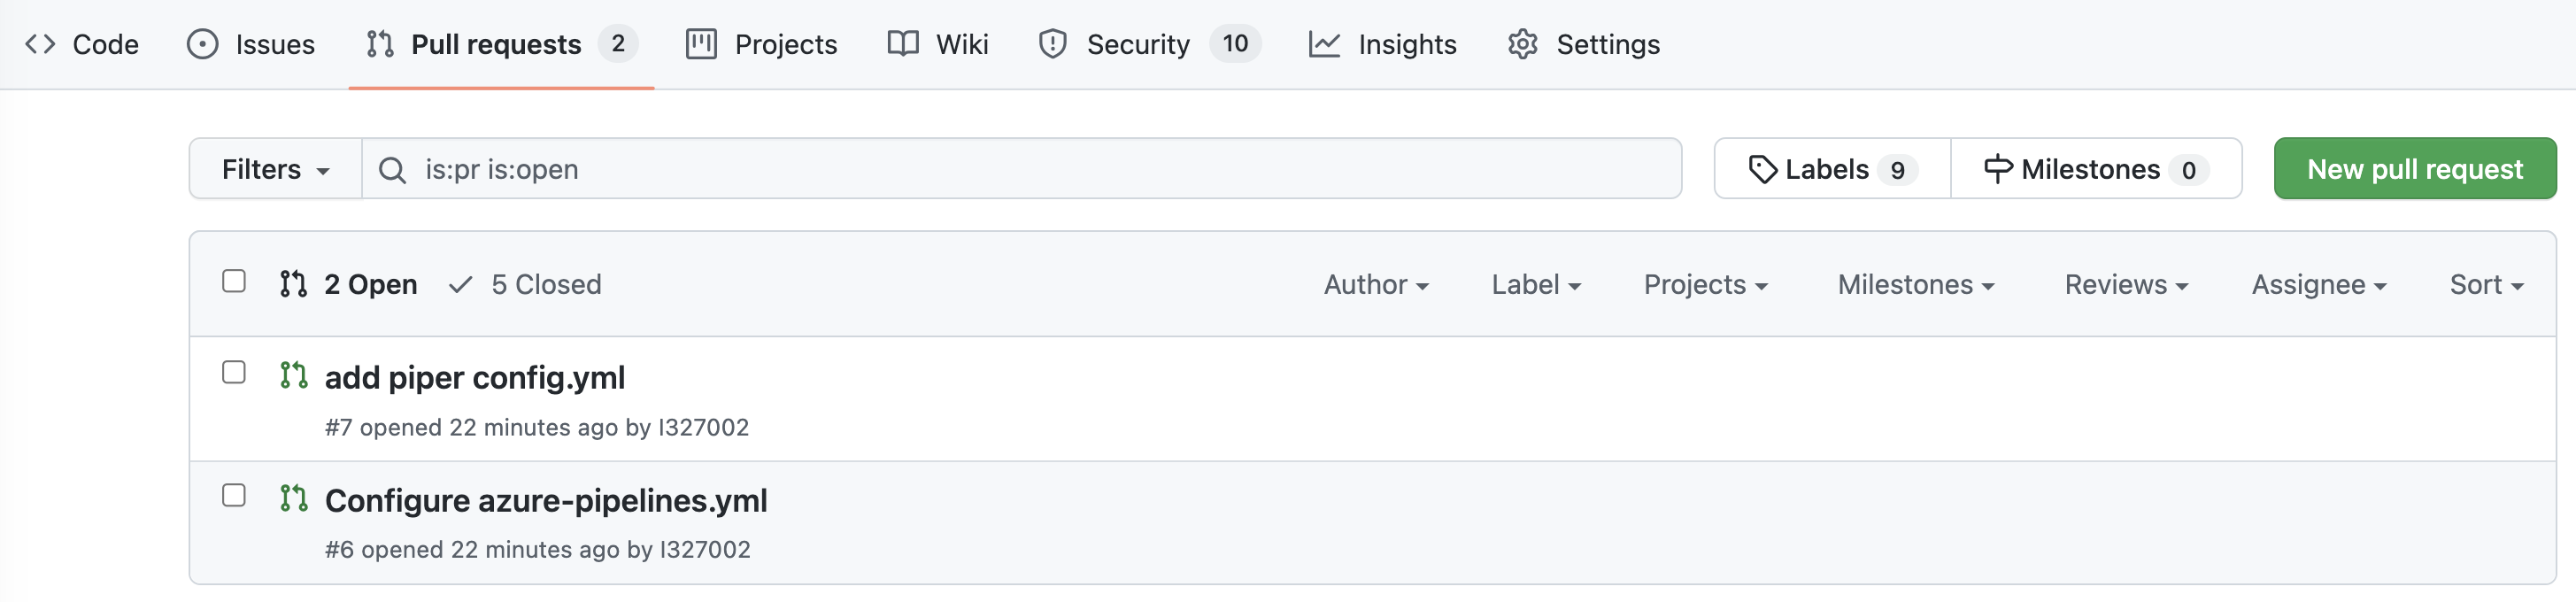 Code Issues Pull requests 2 Projects Wiki Security 10 Insights Settings
Filters is:pr is:open Labels 9 Milestones 0 New pull request
2 Open 5 Closed Author Label Projects Milestones Reviews Assignee Sort
add piper config.yml
#7 opened 22 minutes ago by I327002
Configure azure-pipelines.yml
#6 opened 22 minutes ago by I327002